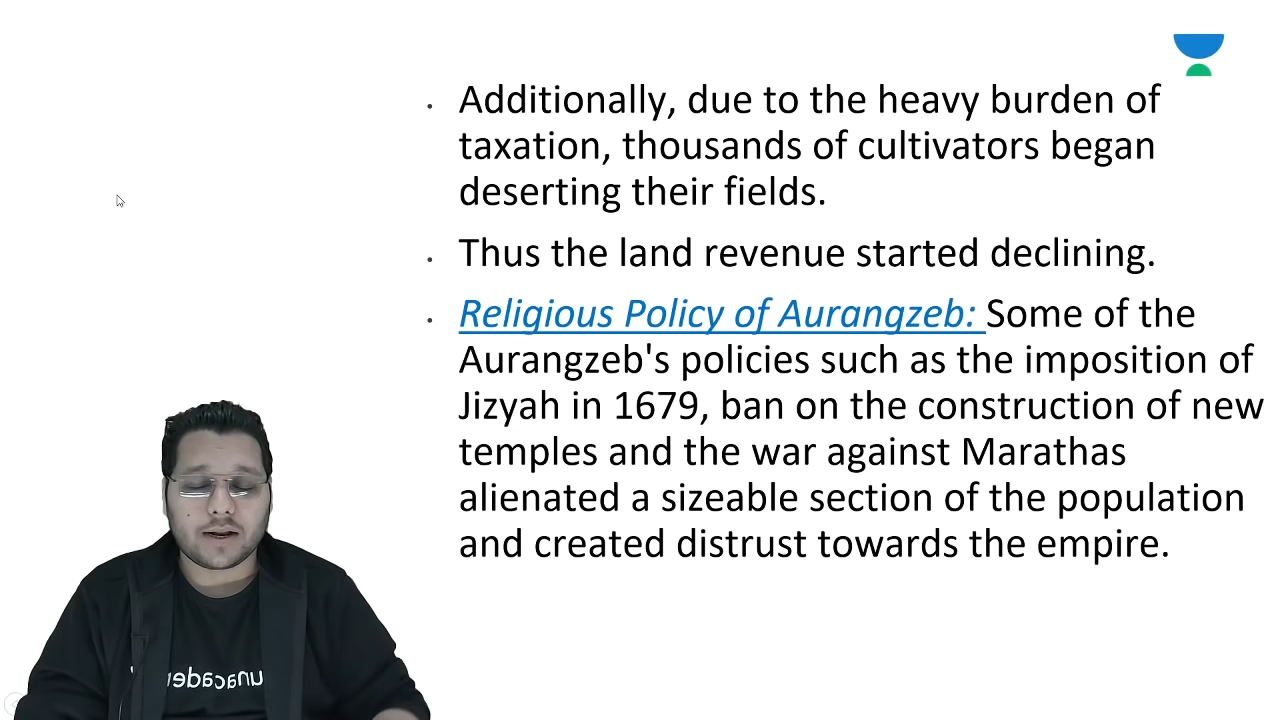 Additionally, due to the heavy burden of
taxation, thousands of cultivators began
deserting their fields.
Thus the land revenue started declining.
Religious Policy of Aurangzeb: Some of the
Aurangzeb's policies such as the imposition of
Jizyah in 1679, ban on the construction of new
temples and the war against Marathas
alienated a sizeable section of the population
and created distrust towards the empire.
unacade